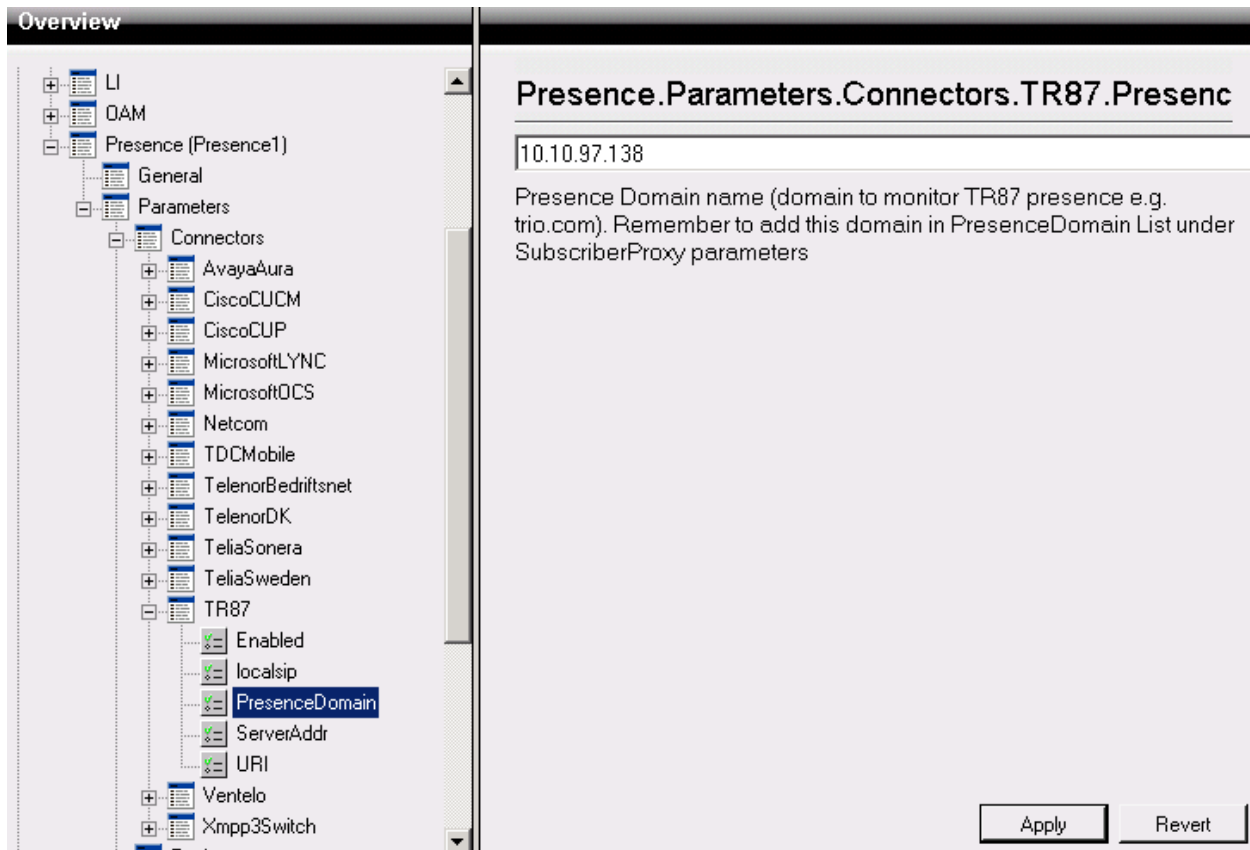 Overview
LI
OAM
Presence (Presence1)
General
Parameters
Connectors
AvayaAura
CiscoCUCM
CiscoCUP
MicrosoftLYNC
MicrosoftOCS
Netcom
TDCMobile
TelenorBedriftsnet
TelenorDK
TeliaSonera
TeliaSweden
TR87
Enabled
localsip
PresenceDomain
ServerAddr
URI
Ventelo
Xmpp3Switch
Presence.Parameters.Connectors.TR87.Presenc
10.10.97.138
Presence Domain name (domain to monitor TR87 presence e.g.
trio.com). Remember to add this domain in PresenceDomain List under
SubscriberProxy parameters
Apply
Revert